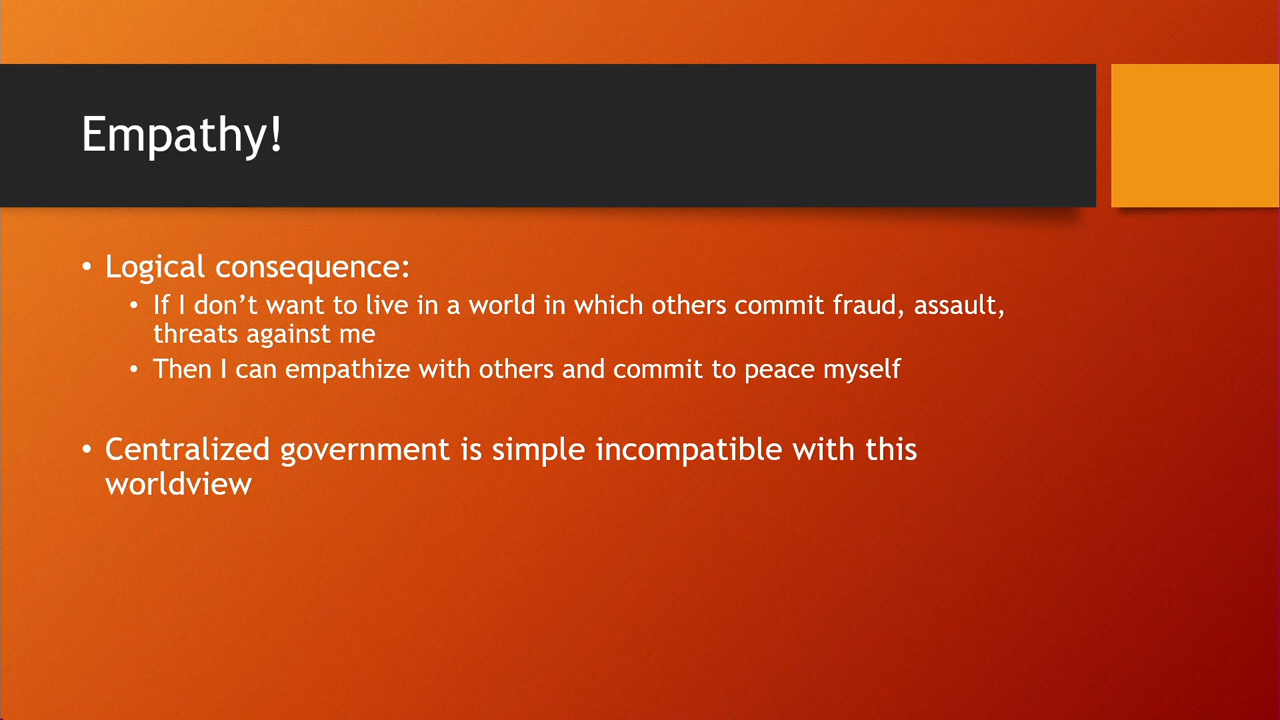 Empathy!
• Logical consequence:
• If I don’t want to live in a world in which others commit fraud, assault,
threats against me
• Then I can empathize with others and commit to peace myself
• Centralized government is simple incompatible with this
worldview